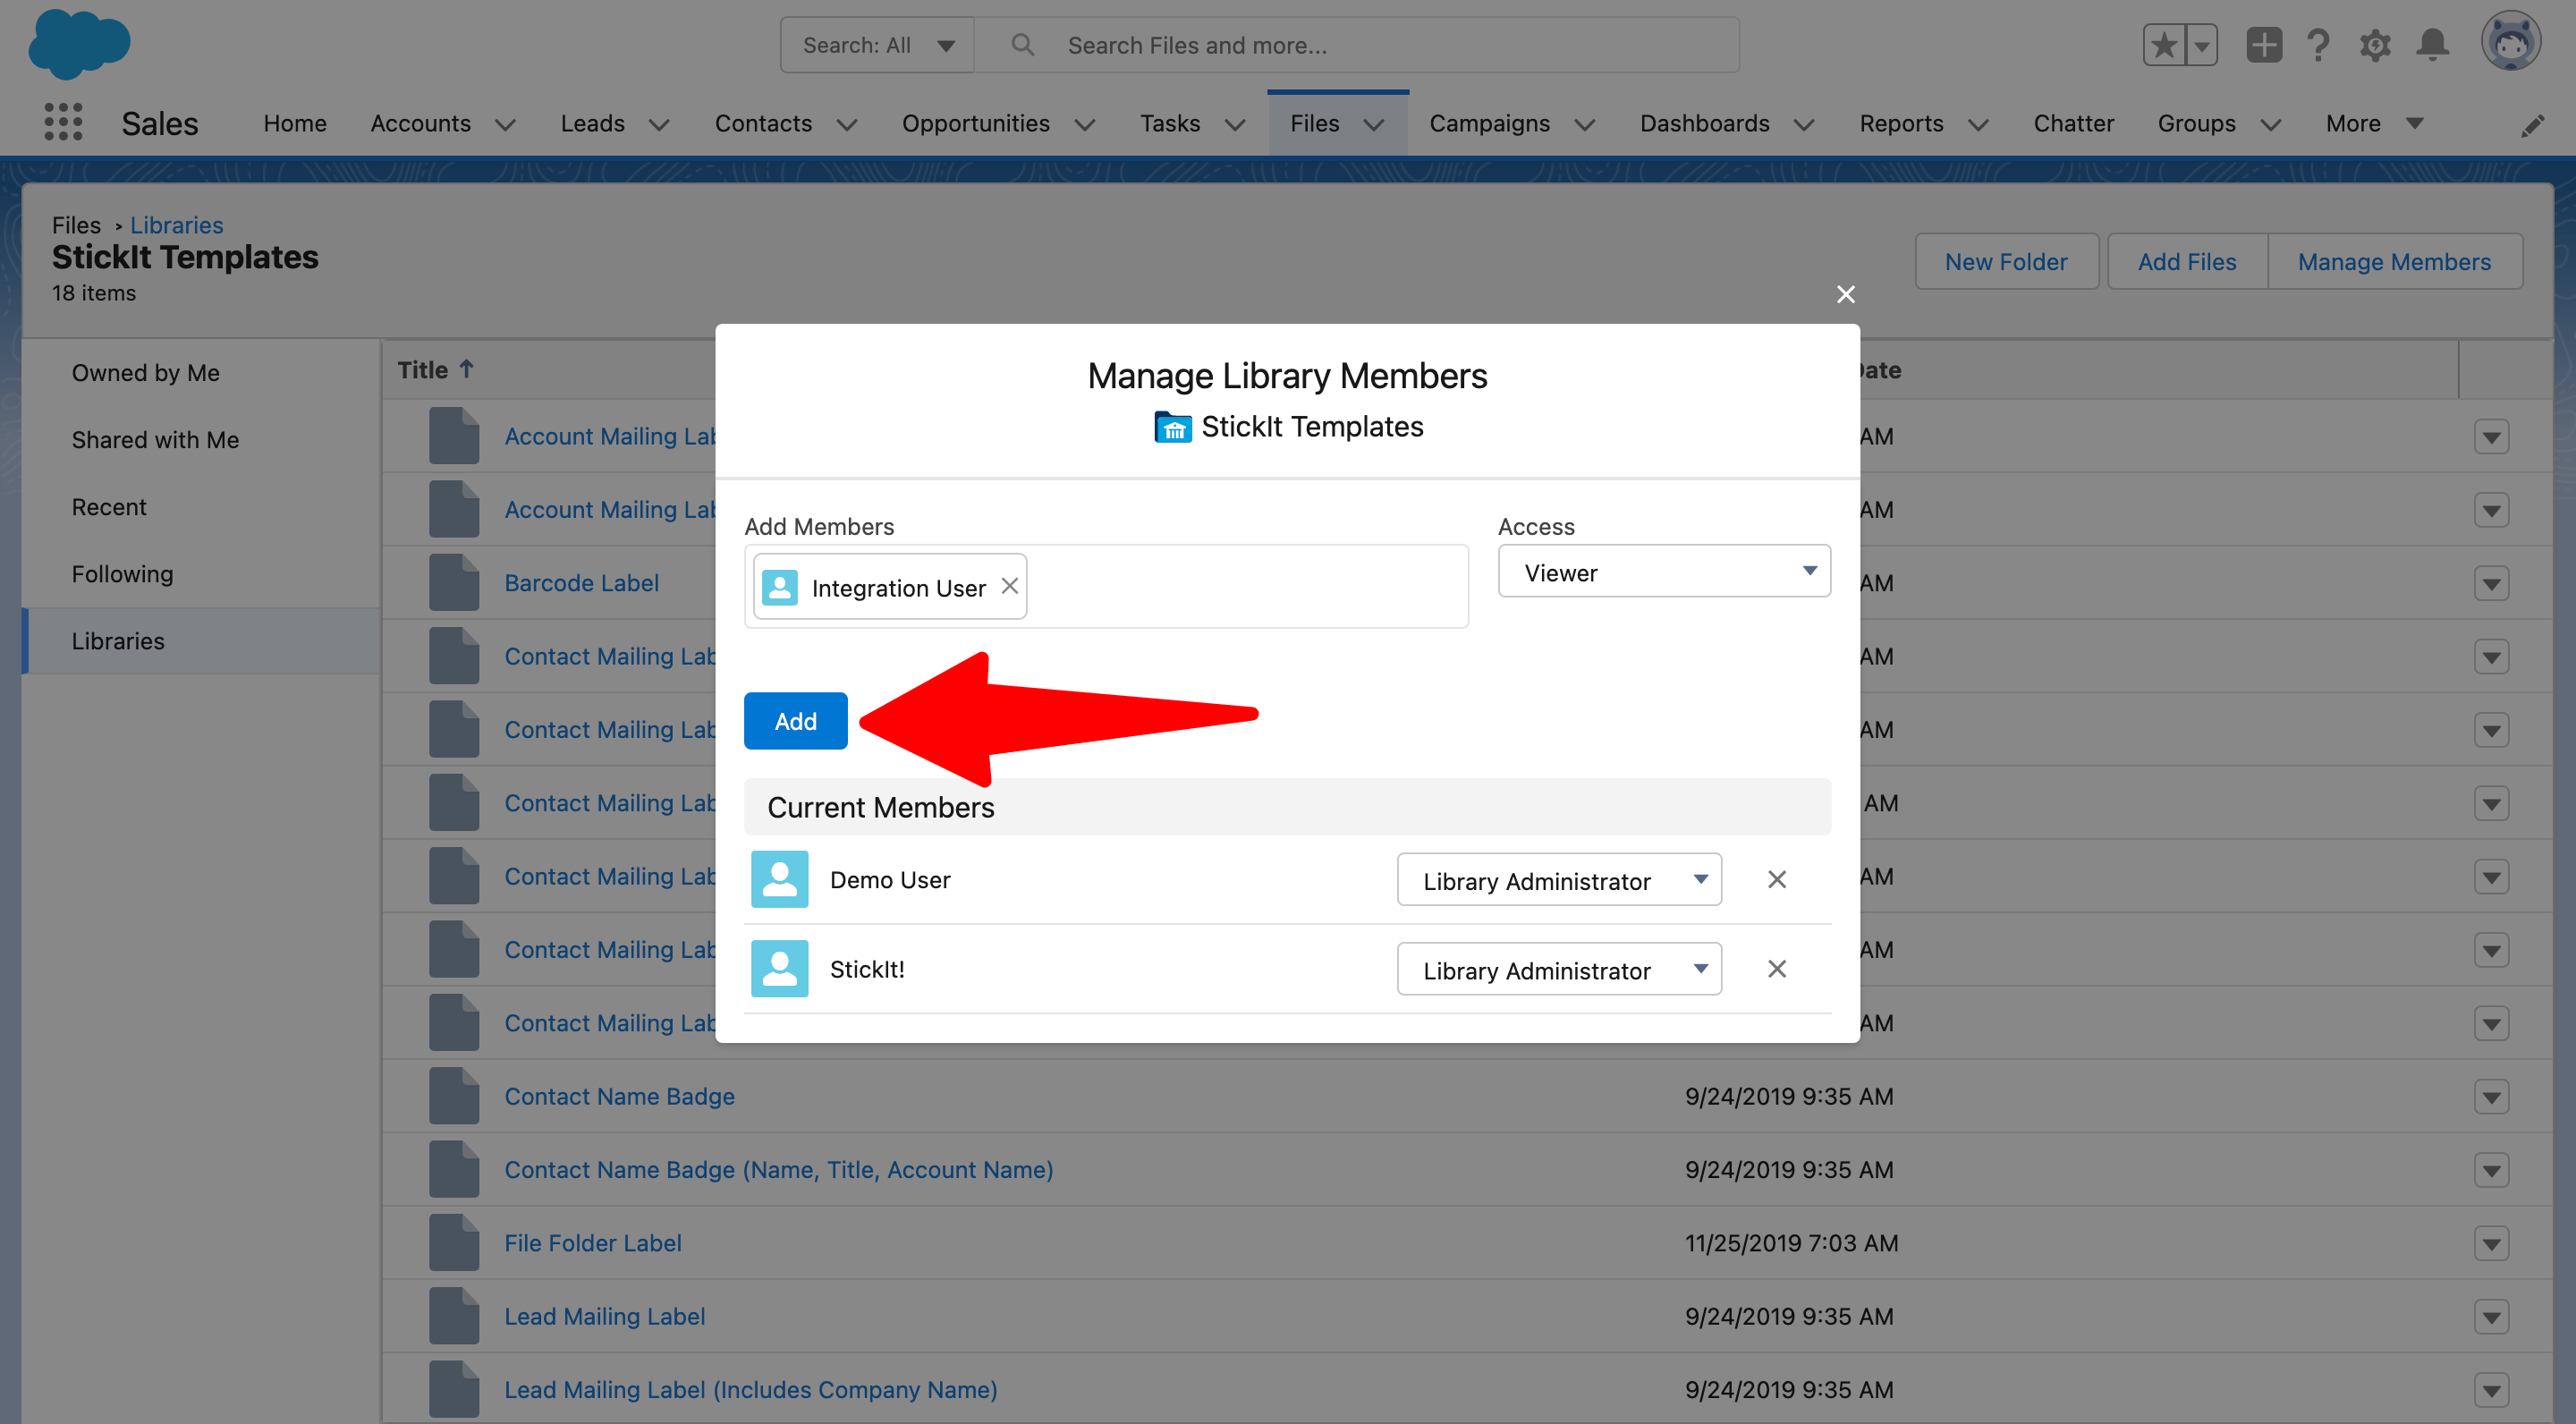 Search: All
Search Files and more...
Sales
Home
Accounts
Leads
Contacts
Opportunities
Tasks
Files
Campaigns
Dashboards
Reports
Chatter
Groups
More
Files > Libraries
StickIt Templates
18 items
New Folder
Add Files
Manage Members
Owned by Me
Shared with Me
Recent
Following
Libraries
Title
Date
Account Mailing Lab
AM
Account Mailing Lab
AM
Barcode Label
AM
Contact Mailing Lab
AM
Contact Mailing Lab
AM
Contact Mailing Lab
AM
Contact Mailing Lab
AM
Contact Mailing Lab
AM
Contact Mailing Lab
AM
Contact Name Badge
9/24/2019 9:35 AM
Contact Name Badge (Name, Title, Account Name)
9/24/2019 9:35 AM
File Folder Label
11/25/2019 7:03 AM
Lead Mailing Label
9/24/2019 9:35 AM
Lead Mailing Label (Includes Company Name)
9/24/2019 9:35 AM
Manage Library Members
StickIt Templates
Add Members
Access
Integration User
Viewer
Add
Current Members
Demo User
Library Administrator
StickIt!
Library Administrator